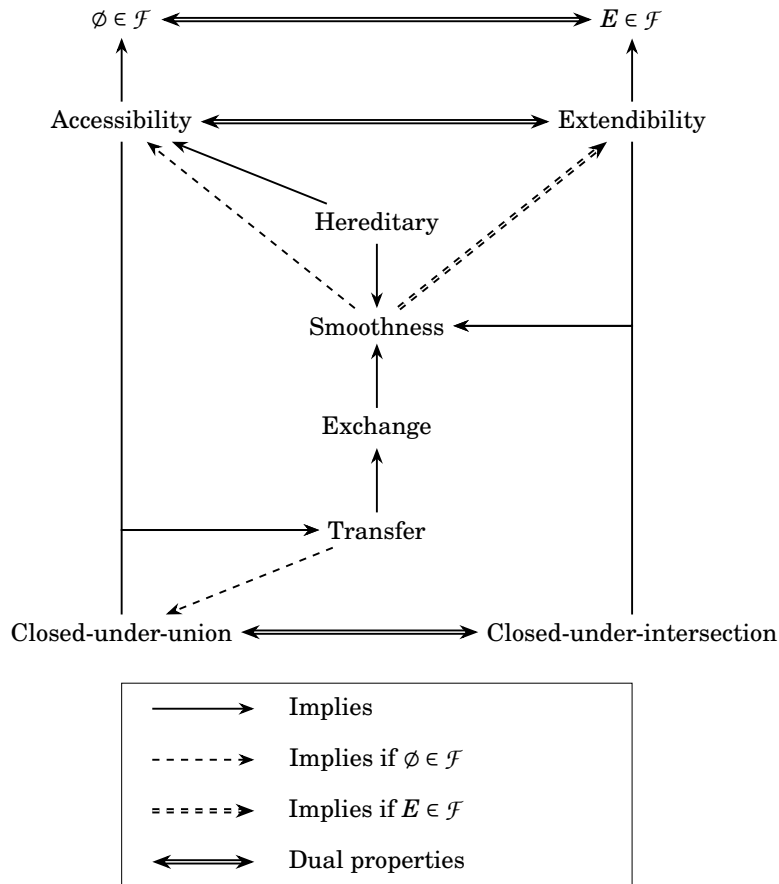 ∅ ∈ ℱ E ∈ ℱ
Accessibility Extendibility
Hereditary
Smoothness
Exchange
Transfer
Closed-under-union Closed-under-intersection
Implies
Implies if ∅ ∈ ℱ
Implies if E ∈ ℱ
Dual properties